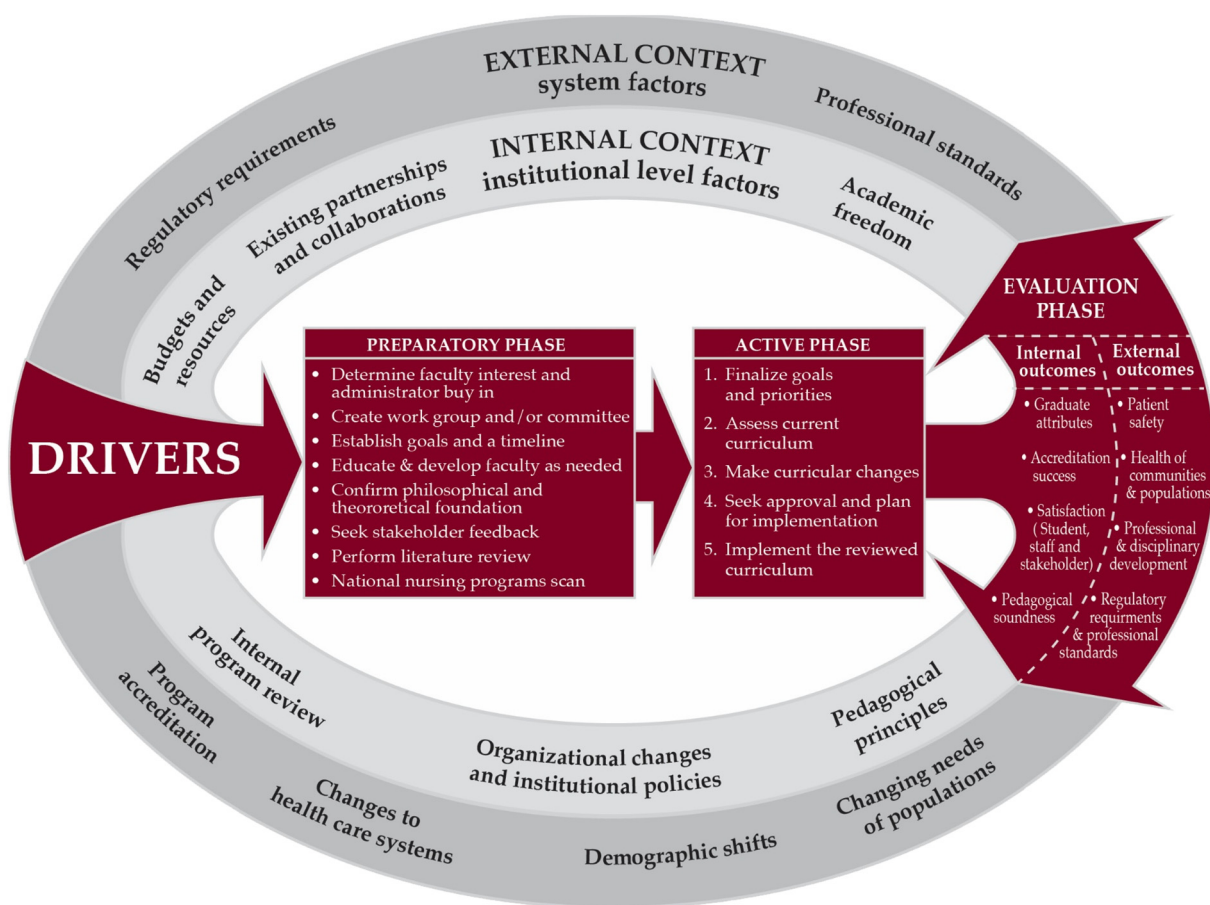 EXTERNAL CONTEXT
system factors
Regulatory requirements
Professional standards
INTERNAL CONTEXT
institutional level factors
Budgets and
resources
Existing partnerships
and collaborations
Academic
freedom
DRIVERS
PREPARATORY PHASE
• Determine faculty interest and
administrator buy in
• Create work group and/or committee
• Establish goals and a timeline
• Educate & develop faculty as needed
• Confirm philosophical and
theororetical foundation
• Seek stakeholder feedback
• Perform literature review
• National nursing programs scan
ACTIVE PHASE
1. Finalize goals
and priorities
2. Assess current
curriculum
3. Make curricular changes
4. Seek approval and plan
for implementation
5. Implement the reviewed
curriculum
EVALUATION
PHASE
Internal
outcomes
• Graduate
attributes
• Accreditation
success
• Satisfaction
(Student,
staff and
stakeholder)
• Pedagogical
soundness
External
outcomes
• Patient
safety
• Health of
communities
& populations
• Professional
& disciplinary
development
• Regulatory
requirments
& professional
standards
Internal
program review
Organizational changes
and institutional policies
Pedagogical
principles
Program
accreditation
Changes to
health care systems
Demographic shifts
Changing needs
of populations